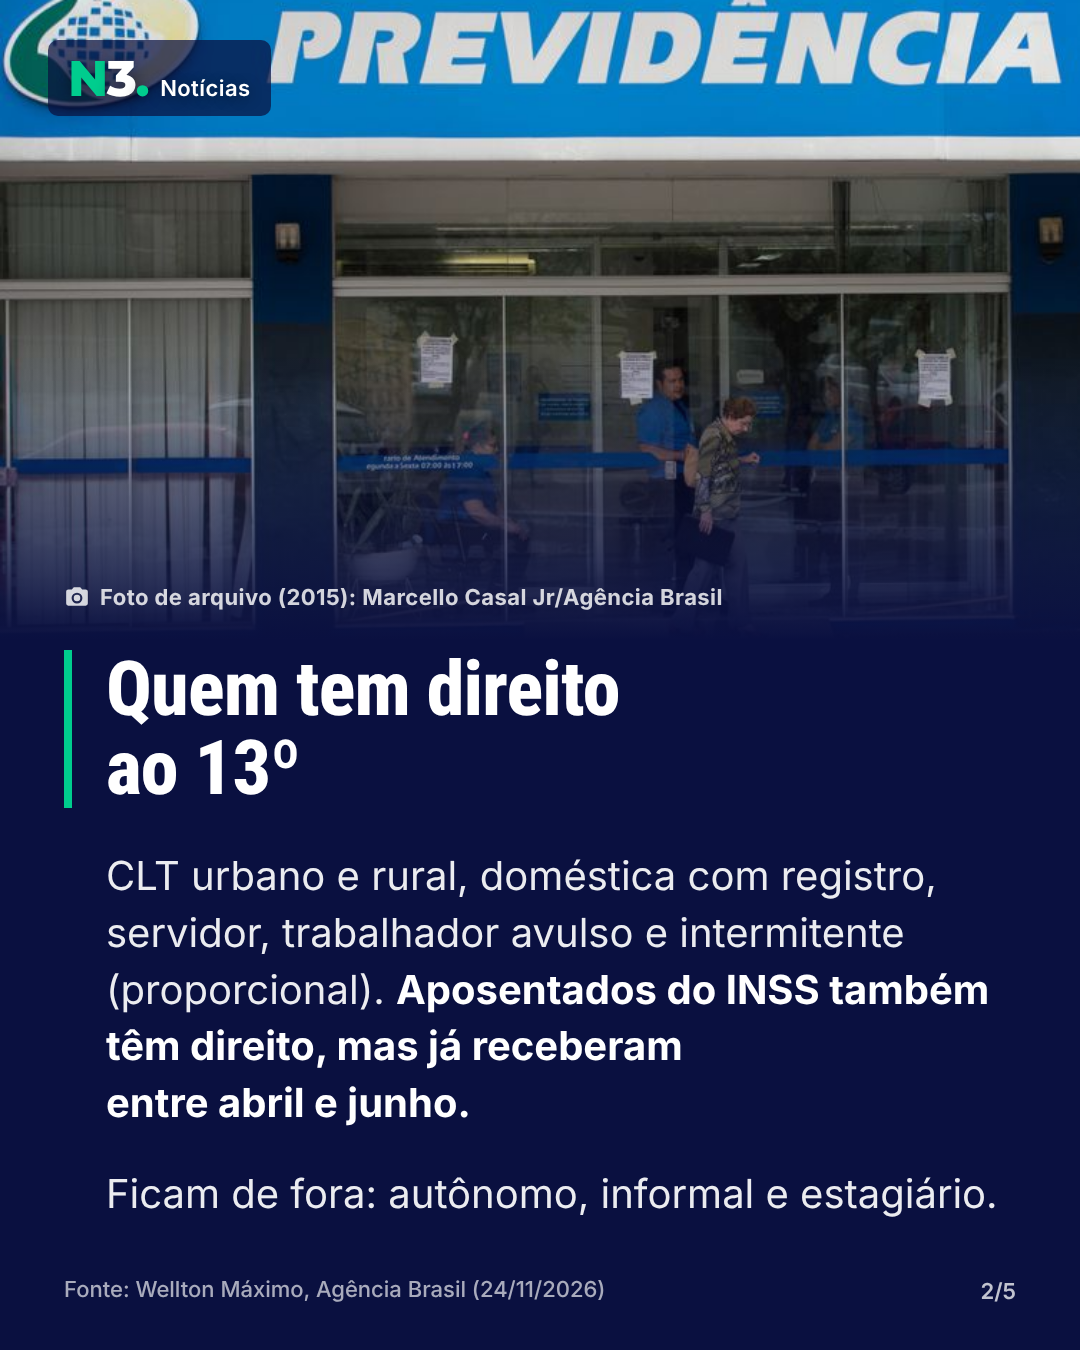 PREVIDÊNCIA
N3. Notícias
Foto de arquivo (2015): Marcello Casal Jr/Agência Brasil
Quem tem direito
ao 13º
CLT urbano e rural, doméstica com registro,
servidor, trabalhador avulso e intermitente
(proporcional). Aposentados do INSS também
têm direito, mas já receberam
entre abril e junho.
Ficam de fora: autônomo, informal e estagiário.
Fonte: Wellton Máximo, Agência Brasil (24/11/2026)
2/5